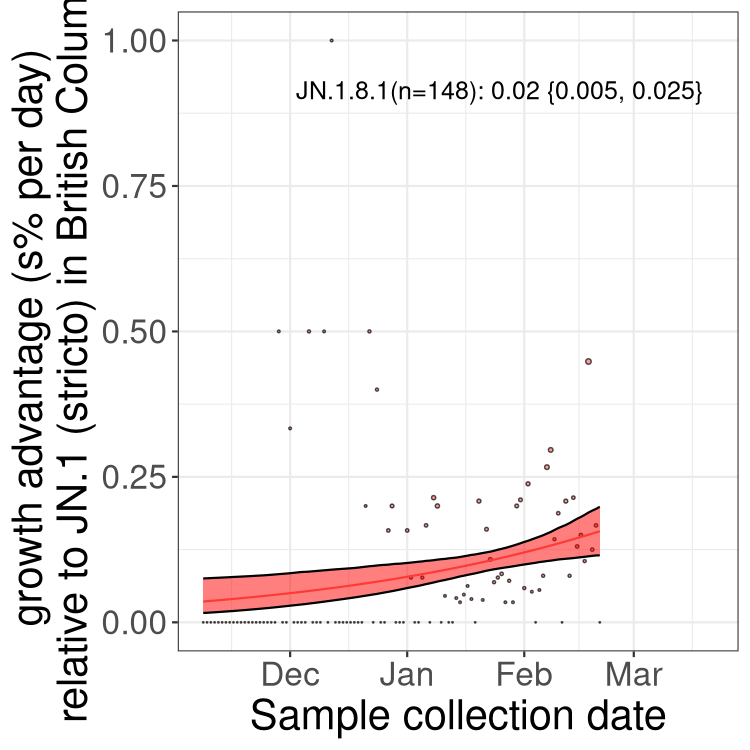 growth advantage (s% per day)
relative to JN.1 (stricto) in British Colum
1.00
0.75
0.50
0.25
0.00
JN.1.8.1(n=148): 0.02 {0.005, 0.025}
Dec Jan Feb Mar
Sample collection date